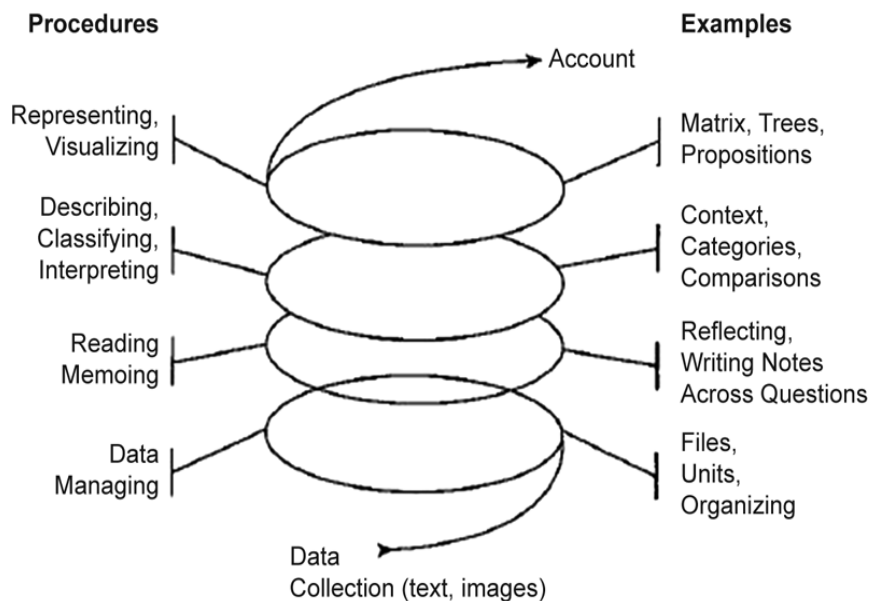 Procedures
Examples
Account
Representing,
Visualizing
Matrix, Trees,
Propositions
Describing,
Classifying,
Interpreting
Context,
Categories,
Comparisons
Reading
Memoing
Reflecting,
Writing Notes
Across Questions
Data
Managing
Files,
Units,
Organizing
Data
Collection (text, images)